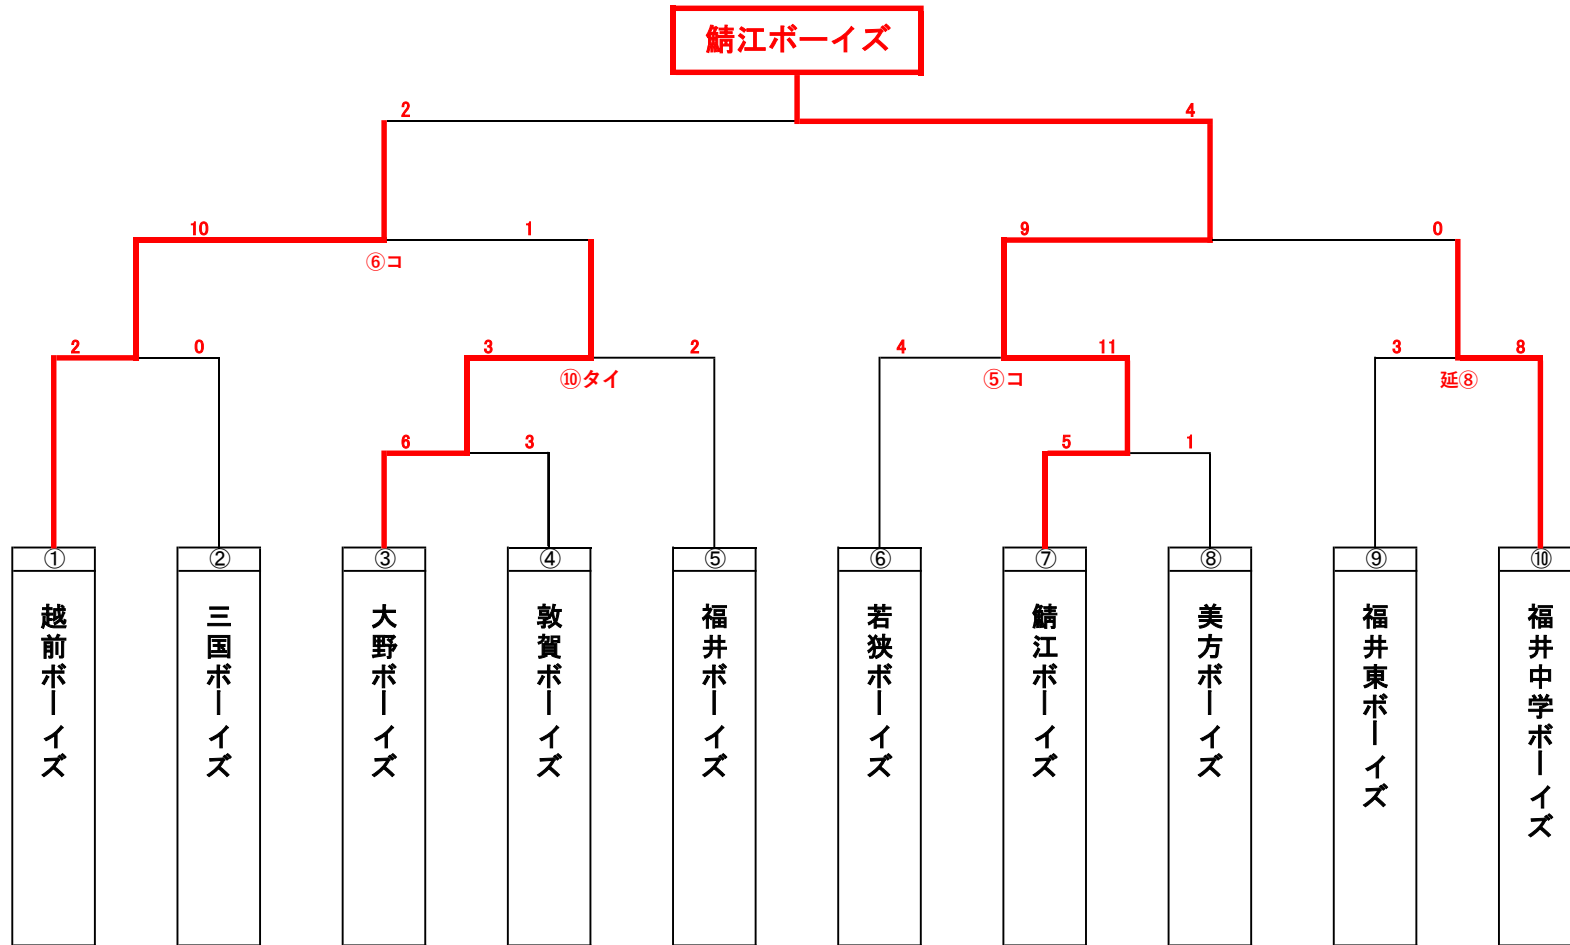 鯖江ボーイズ
2
4
10
1
9
0
⑥コ
2
0
3
2
4
11
3
8
⑩タイ
⑤コ
延⑧
6
3
5
1
①
②
③
④
⑤
⑥
⑦
⑧
⑨
⑩
越前ボーイズ
三国ボーイズ
大野ボーイズ
敦賀ボーイズ
福井ボーイズ
若狭ボーイズ
鯖江ボーイズ
美方ボーイズ
福井東ボーイズ
福井中学ボーイズ